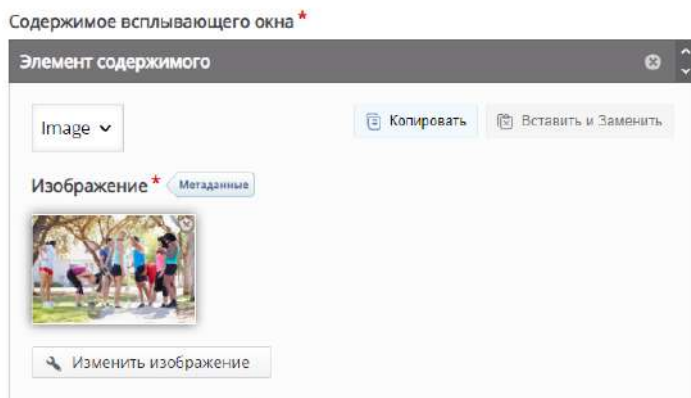 Содержимое всплывающего окна *
Элемент содержимого
Image
Копировать
Вставить и Заменить
Изображение * Метаданные
Изменить изображение